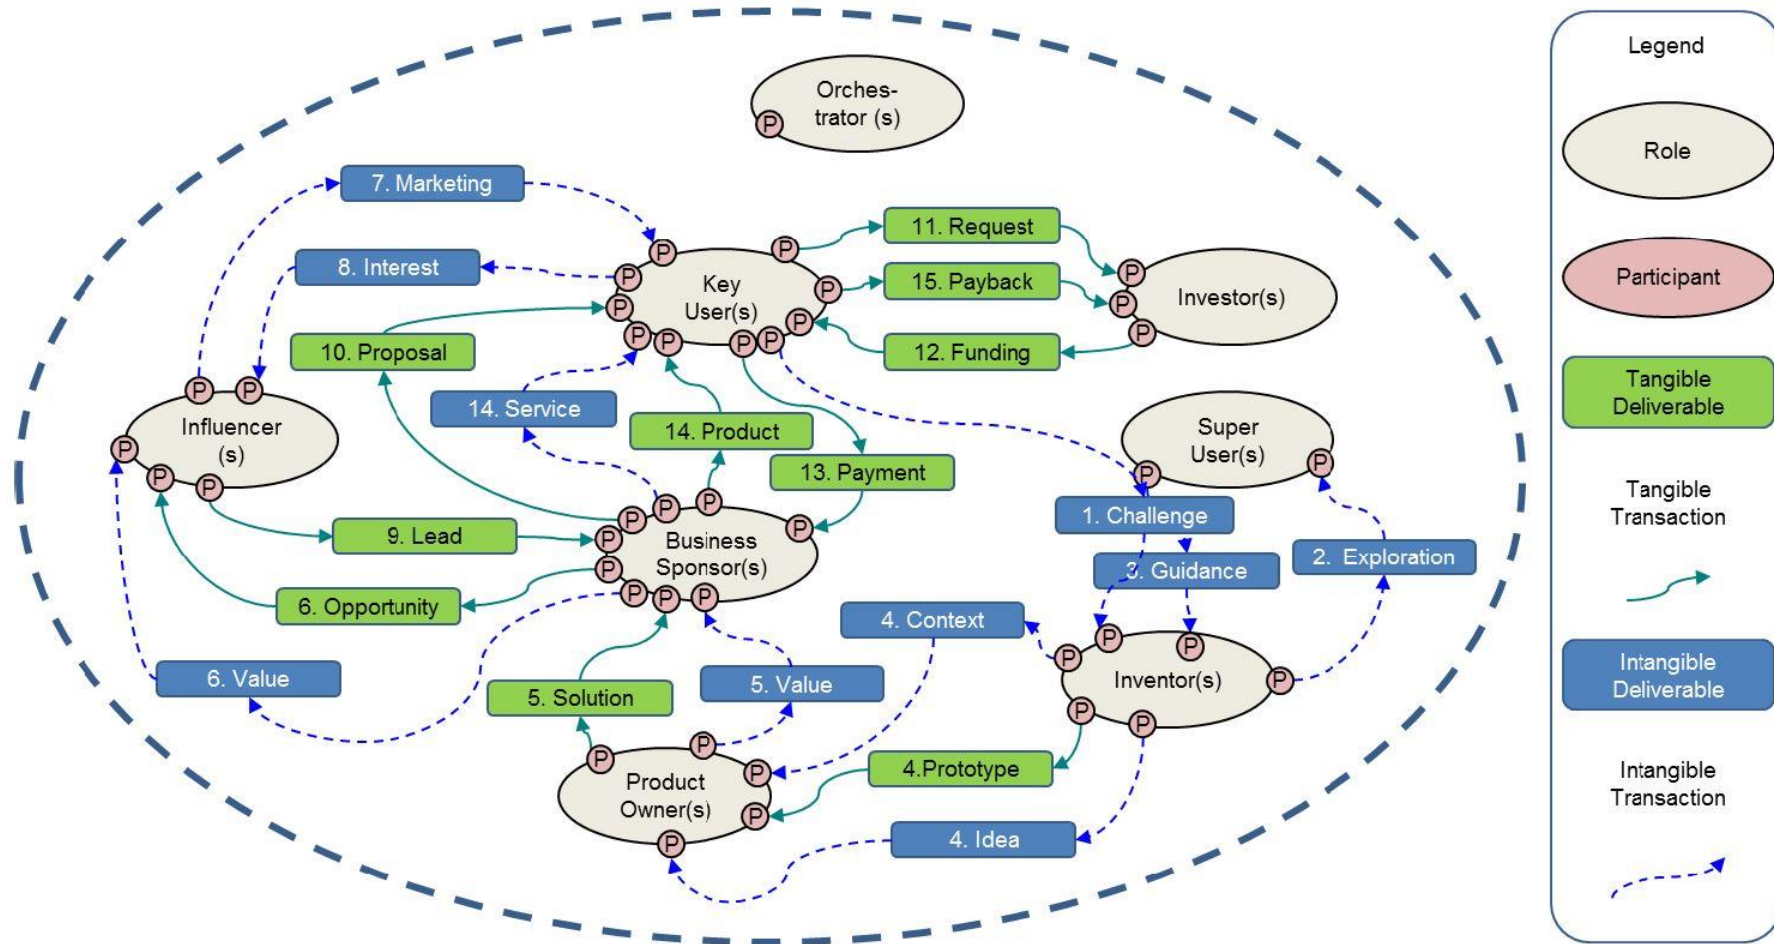 Orches-
trator (s)
P
7. Marketing
11. Request
P
P
8. Interest
P
Key
User(s)
15. Payback
P
P
P
Investor(s)
P
P
P
12. Funding
P
P
P
P
P
10. Proposal
P
P
Influencer
(s)
P
14. Service
14. Product
Super
User(s)
P
P
P
P
13. Payment
9. Lead
P
P
P
P
P
P
Business
Sponsor(s)
P
P
P
P
1. Challenge
3. Guidance
2. Exploration
6. Opportunity
4. Context
P
P
P
Inventor(s)
P
P
P
6. Value
5. Solution
5. Value
P
P
P
P
P
Product
Owner(s)
4.Prototype
4. Idea
Legend
Role
Participant
Tangible
Deliverable
Tangible
Transaction
Intangible
Deliverable
Intangible
Transaction